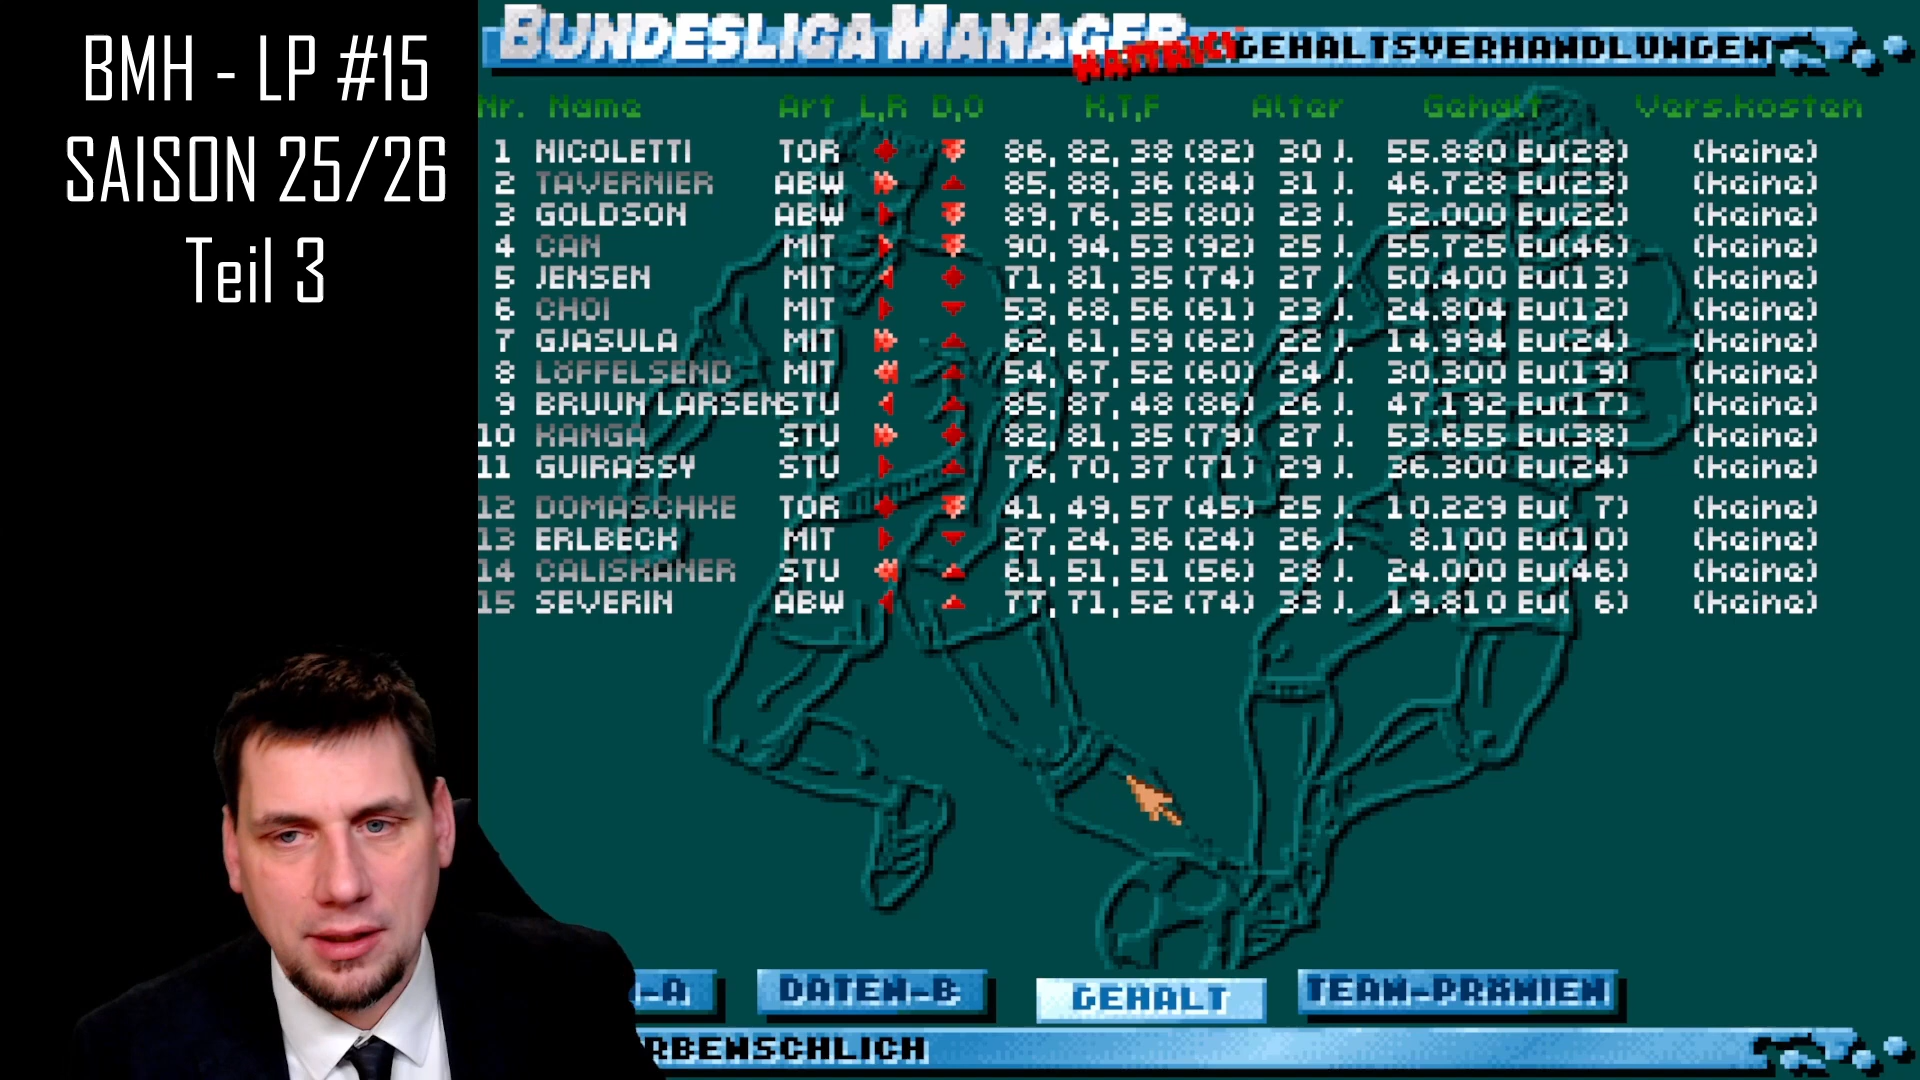 BMH - LP #15
SAISON 25/26
Teil 3
BUNDESLIGA MANAGER
HATTRICK
GEHALTSVERHANDLUNGEN
Nr. Name Art L,R D,O K,T,F Alter Gehalt Vers.kosten
1 NICOLETTI TOR 86, 82, 38 (82) 30 J. 55.880 Eu(28) (keine)
2 TAVERNIER ABW 85, 88, 36 (84) 31 J. 46.728 Eu(23) (keine)
3 GOLDSON ABW 89, 76, 35 (80) 23 J. 52.000 Eu(22) (keine)
4 CAN MIT 90, 94, 53 (92) 25 J. 55.725 Eu(46) (keine)
5 JENSEN MIT 71, 81, 35 (74) 27 J. 50.400 Eu(13) (keine)
6 CHOI MIT 53, 68, 56 (61) 23 J. 24.804 Eu(12) (keine)
7 GJASULA MIT 62, 61, 59 (62) 22 J. 14.994 Eu(24) (keine)
8 LÖFFELSEND MIT 54, 67, 52 (60) 24 J. 30.300 Eu(19) (keine)
9 BRUUN LARSEN STU 85, 87, 48 (86) 26 J. 47.192 Eu(17) (keine)
10 KANGA STU 82, 81, 35 (79) 27 J. 53.655 Eu(38) (keine)
11 GUIRASSY STU 76, 70, 37 (71) 29 J. 36.300 Eu(24) (keine)
12 DOMASCHKE TOR 41, 49, 57 (45) 25 J. 10.229 Eu( 7) (keine)
13 ERLBECK MIT 27, 24, 36 (24) 26 J. 8.100 Eu(10) (keine)
14 CALISKANER STU 61, 51, 51 (56) 28 J. 24.000 Eu(46) (keine)
15 SEVERIN ABW 77, 71, 52 (74) 33 J. 19.810 Eu( 6) (keine)
-A DATEN-B GEHALT TEAM-PRÄMIEN
RBENSCHLICH